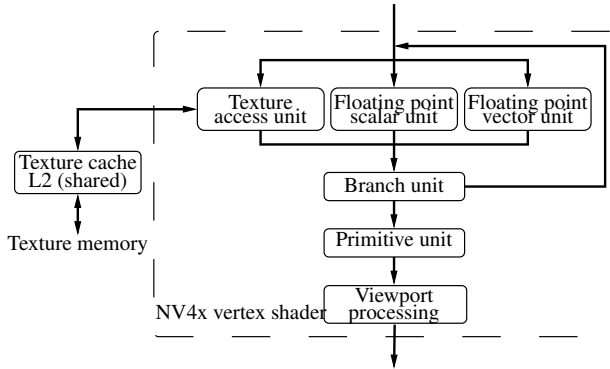 Texture
access unit
Floating point
scalar unit
Floating point
vector unit
Texture cache
L2 (shared)
Branch unit
Texture memory
Primitive unit
Viewport
processing
NV4x vertex shader